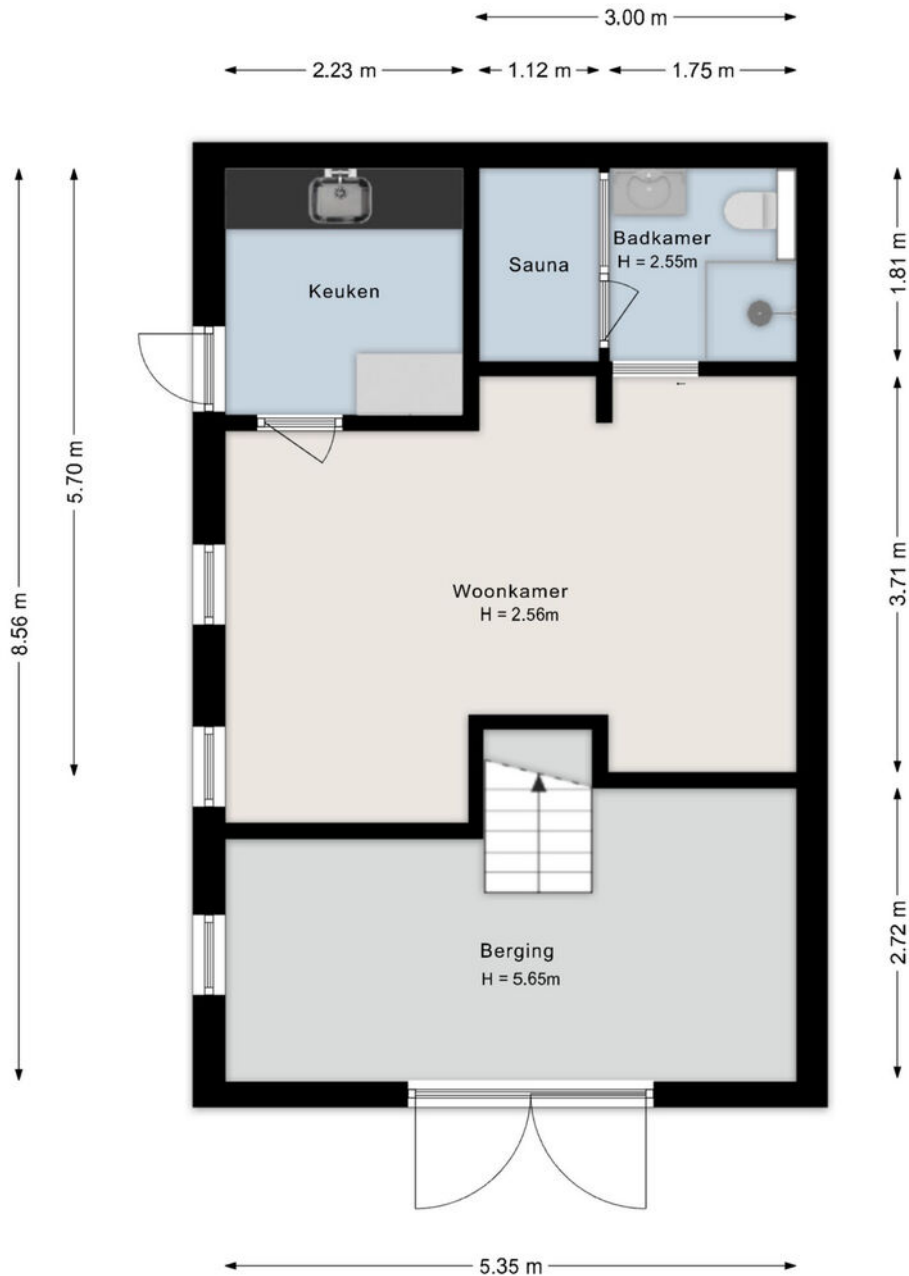 3.00 m
2.23 m
1.12 m
1.75 m
Badkamer
H = 2.55m
Sauna
Keuken
1.81 m
5.70 m
8.56 m
3.71 m
Woonkamer
H = 2.56m
Berging
H = 5.65m
2.72 m
5.35 m